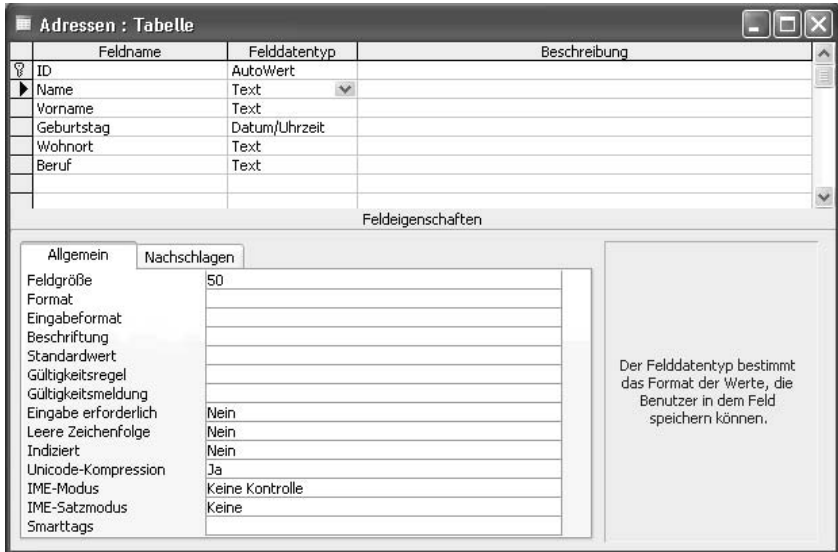 Adressen : Tabelle
Feldname Felddatentyp Beschreibung
ID AutoWert
Name Text
Vorname Text
Geburtstag Datum/Uhrzeit
Wohnort Text
Beruf Text
Feldeigenschaften
Allgemein Nachschlagen
Feldgröße 50
Format
Eingabeformat
Beschriftung
Standardwert
Gültigkeitsregel
Gültigkeitsmeldung
Eingabe erforderlich Nein
Leere Zeichenfolge Nein
Indiziert Nein
Unicode-Kompression Ja
IME-Modus Keine Kontrolle
IME-Satzmodus Keine
Smarttags
Der Felddatentyp bestimmt
das Format der Werte, die
Benutzer in dem Feld
speichern können.